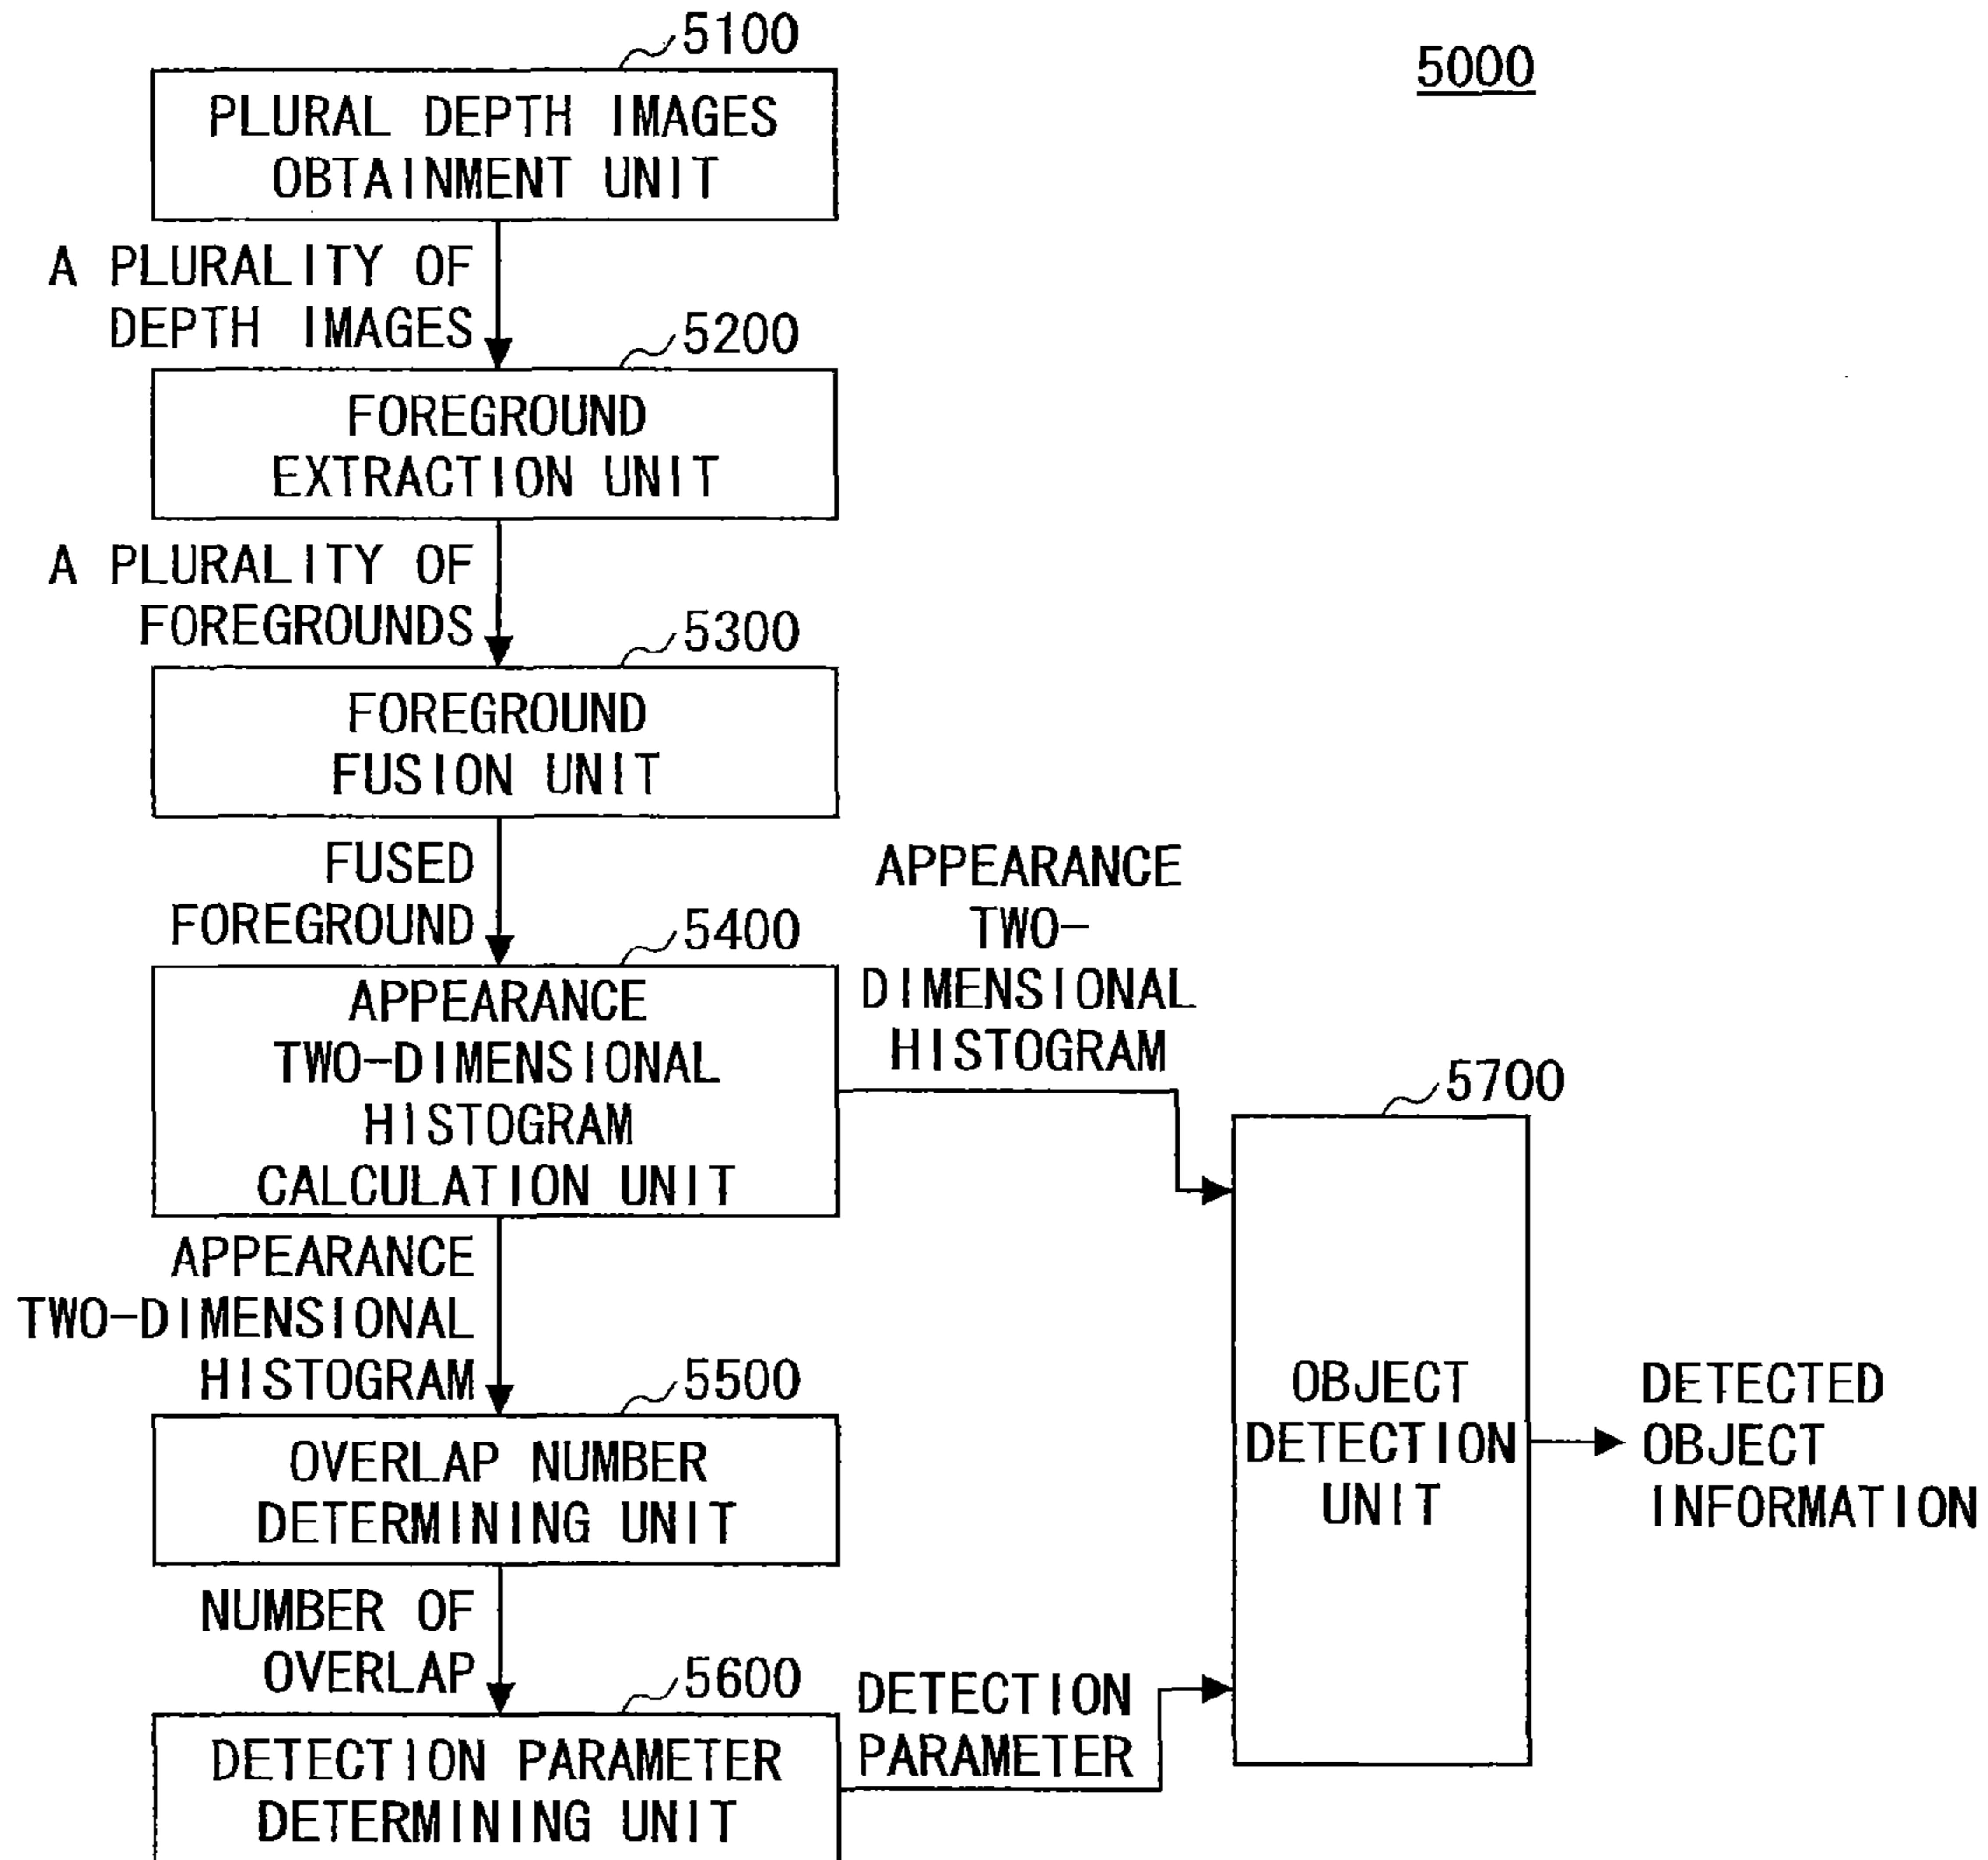 5100
5000
PLURAL DEPTH IMAGES
OBTAINMENT UNIT
A PLURALITY OF
DEPTH IMAGES
5200
FOREGROUND
EXTRACTION UNIT
A PLURALITY OF
FOREGROUNDS
5300
FOREGROUND
FUSION UNIT
FUSED
FOREGROUND
5400
APPEARANCE
TWO-DIMENSIONAL
HISTOGRAM
CALCULATION UNIT
APPEARANCE
TWO-
DIMENSIONAL
HISTOGRAM
APPEARANCE
TWO-DIMENSIONAL
HISTOGRAM
5500
OVERLAP NUMBER
DETERMINING UNIT
NUMBER OF
OVERLAP
5600
DETECTION PARAMETER
DETERMINING UNIT
DETECTION
PARAMETER
5700
OBJECT
DETECTION
UNIT
DETECTED
OBJECT
INFORMATION